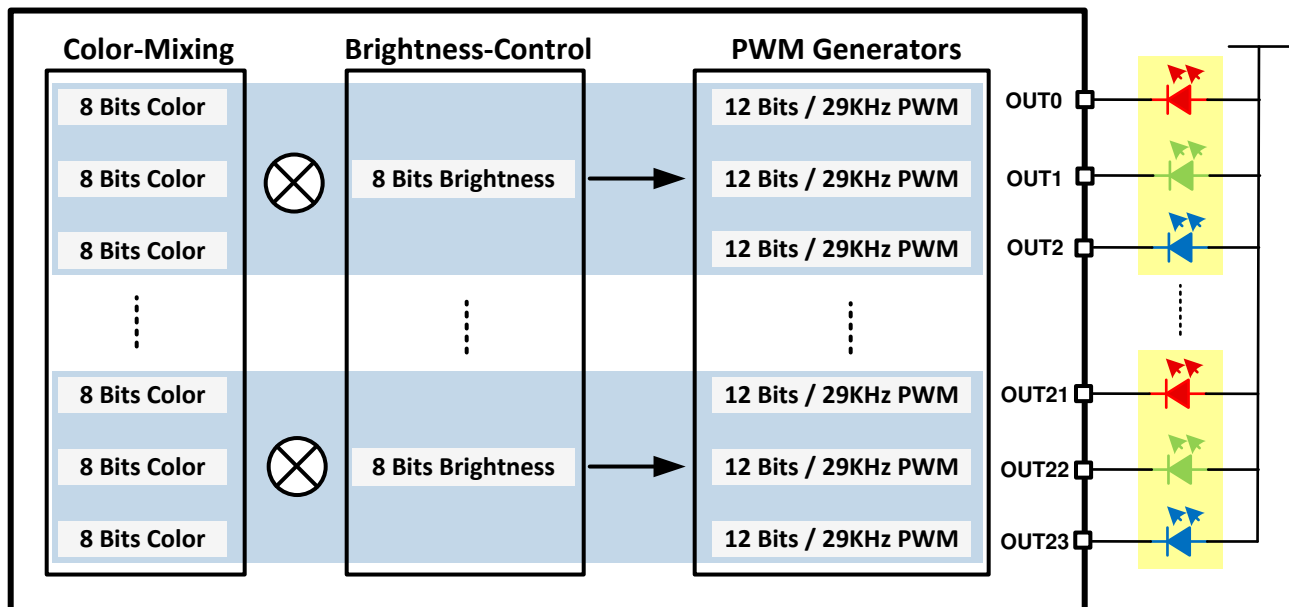 Color-Mixing Brightness-Control PWM Generators
8 Bits Color 12 Bits / 29KHz PWM OUT0
8 Bits Color 8 Bits Brightness 12 Bits / 29KHz PWM OUT1
8 Bits Color 12 Bits / 29KHz PWM OUT2
8 Bits Color 12 Bits / 29KHz PWM OUT21
8 Bits Color 8 Bits Brightness 12 Bits / 29KHz PWM OUT22
8 Bits Color 12 Bits / 29KHz PWM OUT23